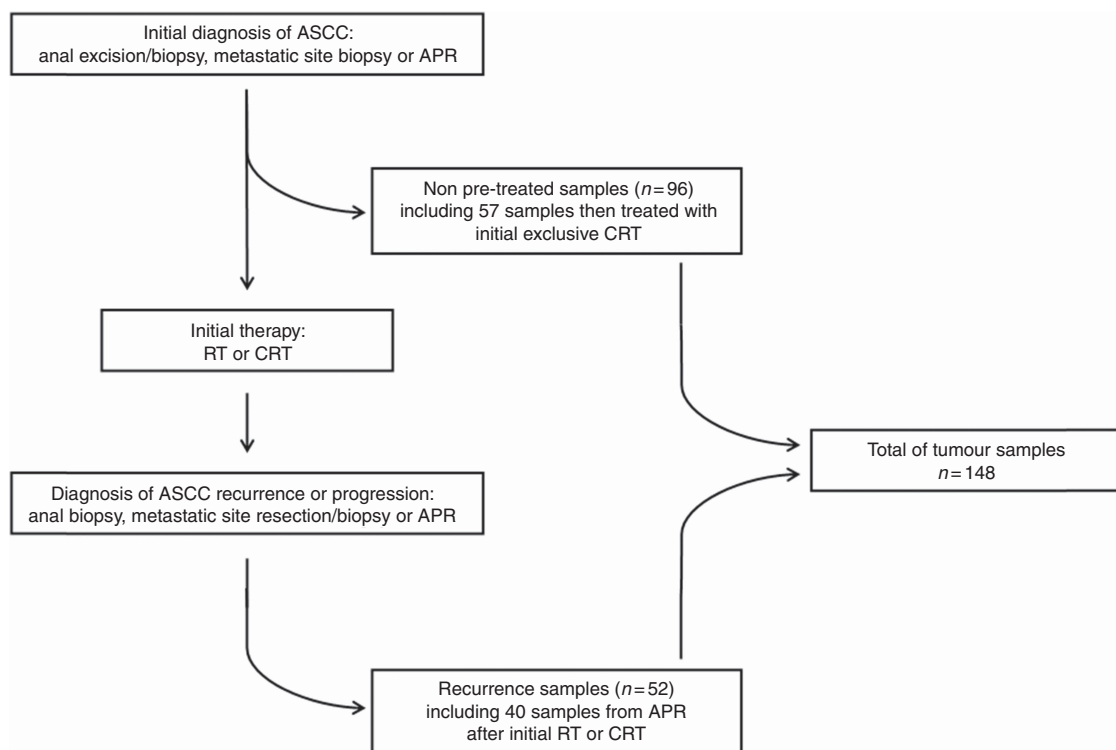 Initial diagnosis of ASCC:
anal excision/biopsy, metastatic site biopsy or APR
Non pre-treated samples (n=96)
including 57 samples then treated with
initial exclusive CRT
Initial therapy:
RT or CRT
Total of tumour samples
n=148
Diagnosis of ASCC recurrence or progression:
anal biopsy, metastatic site resection/biopsy or APR
Recurrence samples (n=52)
including 40 samples from APR
after initial RT or CRT